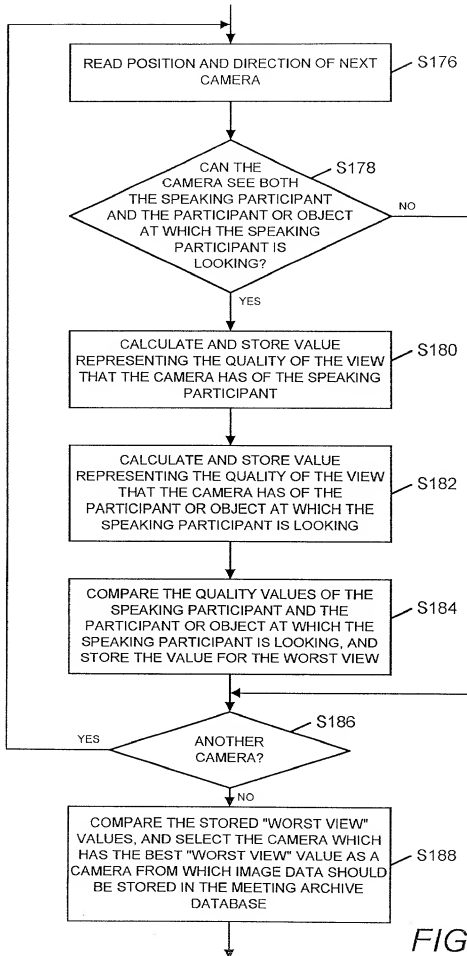 READ POSITION AND DIRECTION OF NEXT
CAMERA
S176
CAN THE
CAMERA SEE BOTH
THE SPEAKING PARTICIPANT
AND THE PARTICIPANT OR OBJECT
AT WHICH THE SPEAKING
PARTICIPANT IS
LOOKING?
S178
NO
YES
CALCULATE AND STORE VALUE
REPRESENTING THE QUALITY OF THE VIEW
THAT THE CAMERA HAS OF THE SPEAKING
PARTICIPANT
S180
CALCULATE AND STORE VALUE
REPRESENTING THE QUALITY OF THE VIEW
THAT THE CAMERA HAS OF THE
PARTICIPANT OR OBJECT AT WHICH THE
SPEAKING PARTICIPANT IS LOOKING
S182
COMPARE THE QUALITY VALUES OF THE
SPEAKING PARTICIPANT AND THE
PARTICIPANT OR OBJECT AT WHICH THE
SPEAKING PARTICIPANT IS LOOKING, AND
STORE THE VALUE FOR THE WORST VIEW
S184
YES
ANOTHER
CAMERA?
S186
NO
COMPARE THE STORED "WORST VIEW"
VALUES, AND SELECT THE CAMERA WHICH
HAS THE BEST "WORST VIEW" VALUE AS A
CAMERA FROM WHICH IMAGE DATA SHOULD
BE STORED IN THE MEETING ARCHIVE
DATABASE
S188
FIG